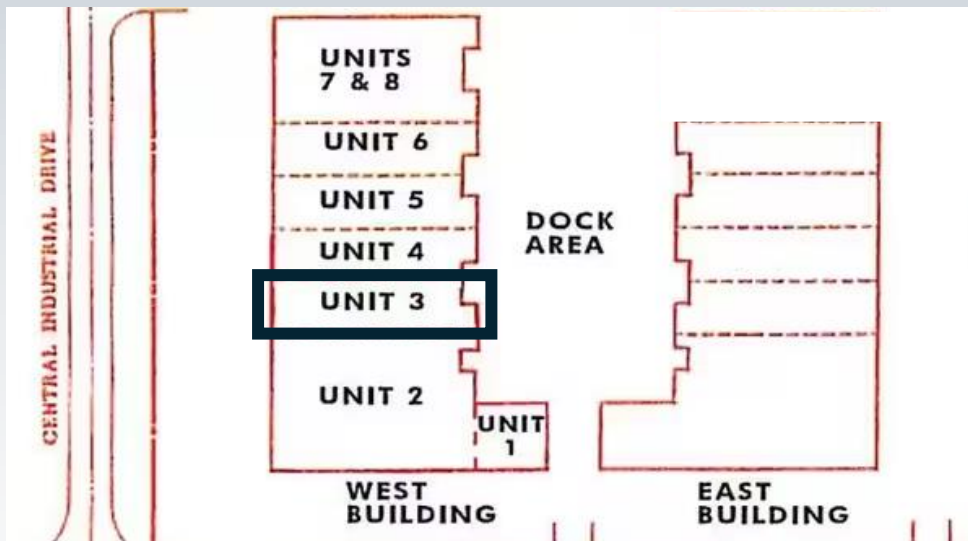 CENTRAL INDUSTRIAL DRIVE
UNITS
7 & 8
UNIT 6
UNIT 5
UNIT 4
UNIT 3
UNIT 2
UNIT
1
DOCK
AREA
WEST
BUILDING
EAST
BUILDING